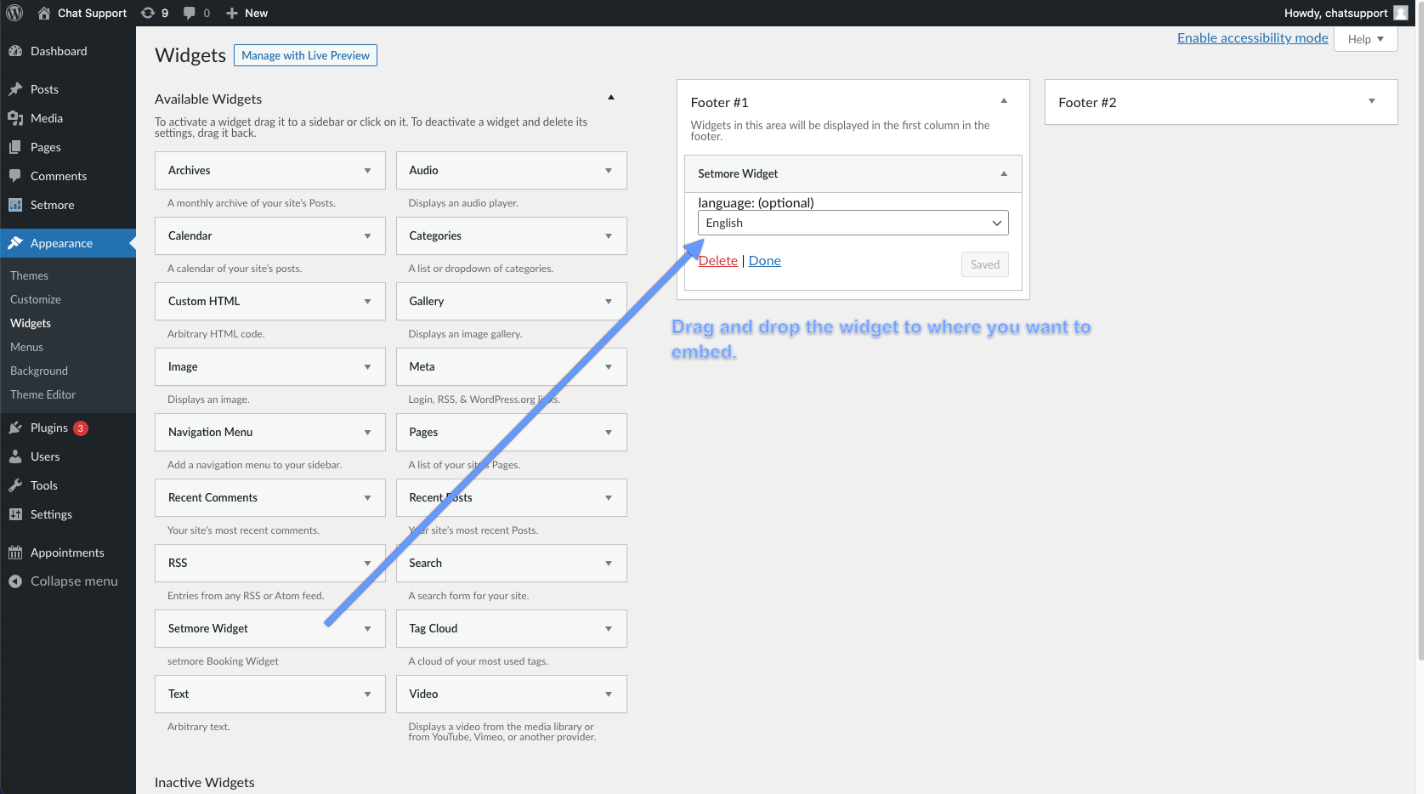 Chat Support 9 0 New Howdy, chatsupport
Dashboard
Posts
Media
Pages
Comments
Setmore
Appearance
Themes
Customize
Widgets
Menus
Background
Theme Editor
Plugins 3
Users
Tools
Settings
Appointments
Collapse menu
Enable accessibility mode Help
Widgets Manage with Live Preview
Available Widgets
To activate a widget drag it to a sidebar or click on it. To deactivate a widget and delete its
settings, drag it back.
Archives Audio
A monthly archive of your site's Posts. Displays an audio player.
Calendar Categories
A calendar of your site's posts. A list or dropdown of categories.
Custom HTML Gallery
Arbitrary HTML code. Displays an image gallery.
Image Meta
Displays an image. Login, RSS, & WordPress.org links.
Navigation Menu Pages
Add a navigation menu to your sidebar. A list of your site's Pages.
Recent Comments Recent Posts
Your site's most recent comments. Your site's most recent Posts.
RSS Search
Entries from any RSS or Atom feed. A search form for your site.
Setmore Widget Tag Cloud
setmore Booking Widget A cloud of your most used tags.
Text Video
Arbitrary text. Displays a video from the media library or
from YouTube, Vimeo, or another provider.
Inactive Widgets
Footer #1
Widgets in this area will be displayed in the first column in the
footer.
Setmore Widget
language: (optional)
English
Delete | Done Saved
Drag and drop the widget to where you want to
embed.
Footer #2